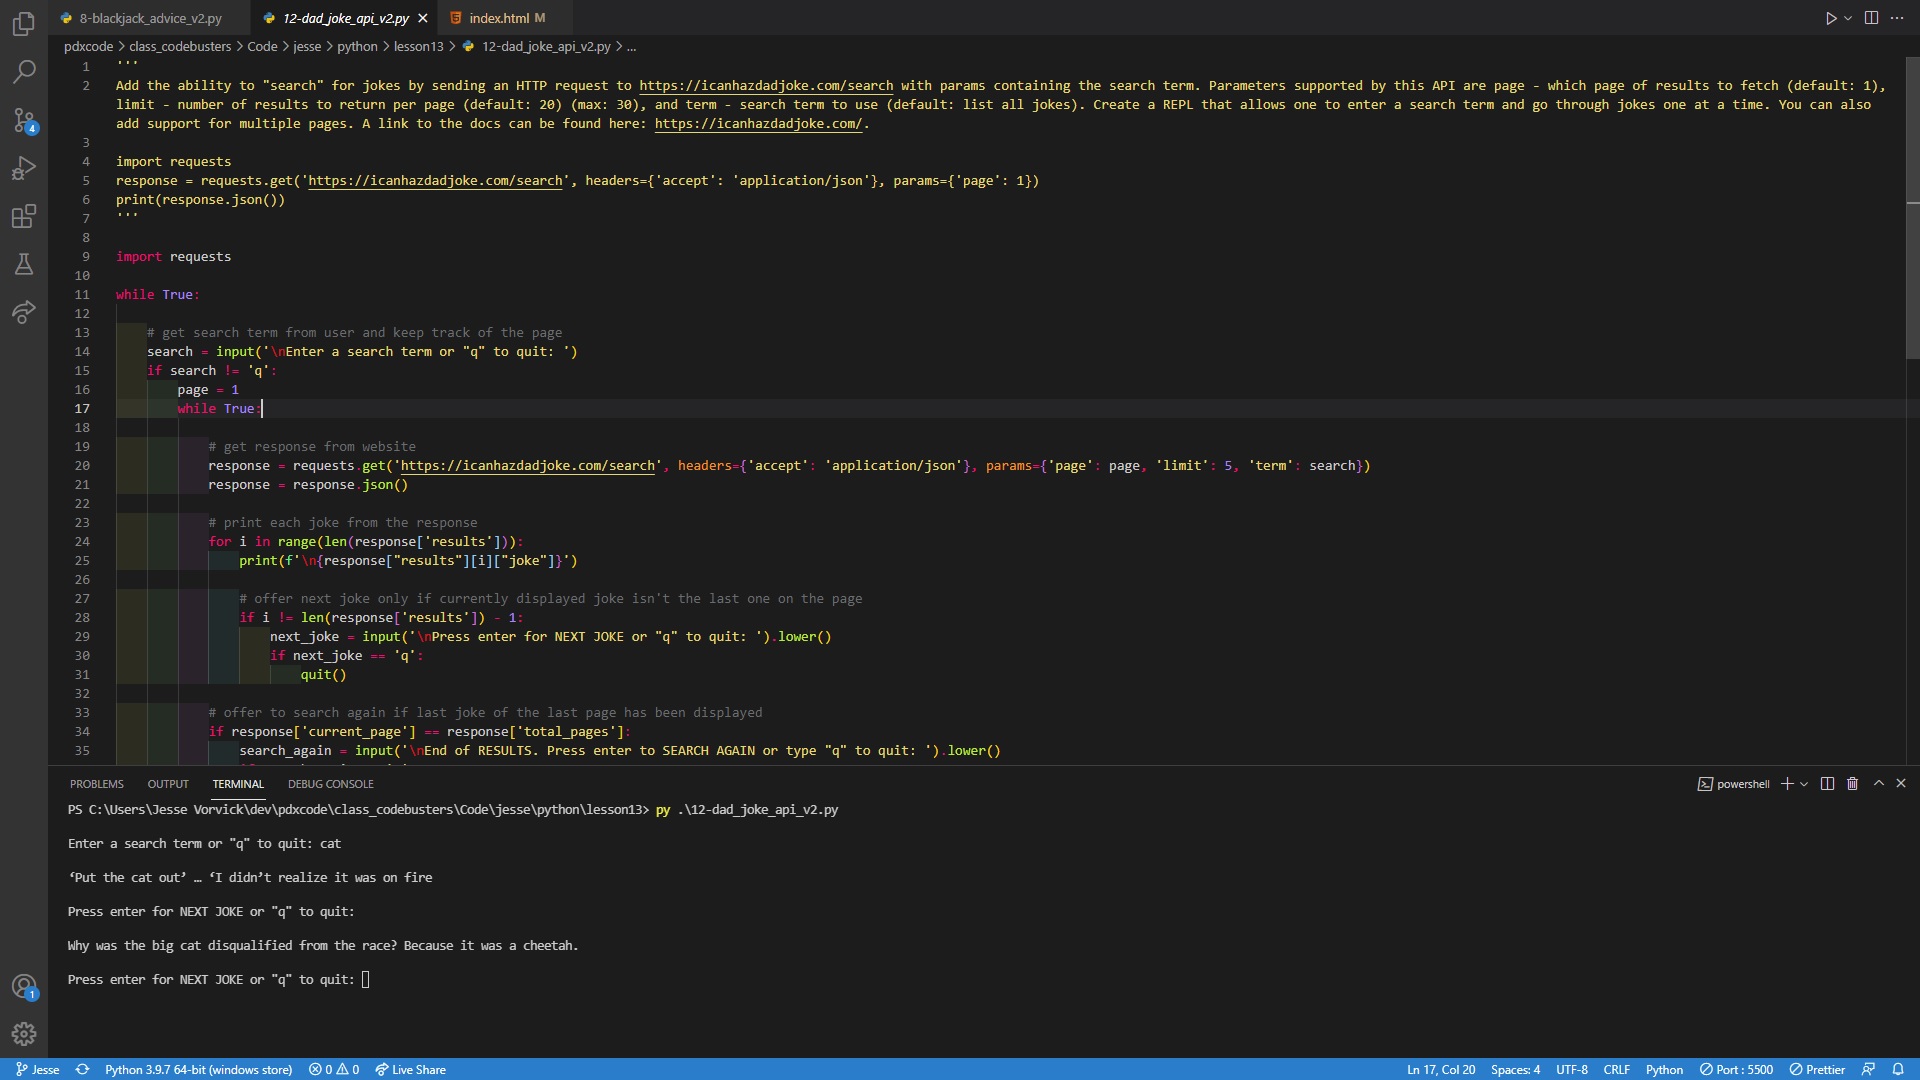 8-blackjack_advice_v2.py
12-dad_joke_api_v2.py
index.html M
pdxcode > class_codebusters > Code > jesse > python > lesson13 > 12-dad_joke_api_v2.py > ...
1 '''
2 Add the ability to "search" for jokes by sending an HTTP request to https://icanhazdadjoke.com/search with params containing the search term. Parameters supported by this API are page - which page of results to fetch (default: 1),
limit - number of results to return per page (default: 20) (max: 30), and term - search term to use (default: list all jokes). Create a REPL that allows one to enter a search term and go through jokes one at a time. You can also
add support for multiple pages. A link to the docs can be found here: https://icanhazdadjoke.com/.
3
4 import requests
5 response = requests.get('https://icanhazdadjoke.com/search', headers={'accept': 'application/json'}, params={'page': 1})
6 print(response.json())
7 '''
8
9 import requests
10
11 while True:
12
13 # get search term from user and keep track of the page
14 search = input('\nEnter a search term or "q" to quit: ')
15 if search != 'q':
16 page = 1
17 while True:
18
19 # get response from website
20 response = requests.get('https://icanhazdadjoke.com/search', headers={'accept': 'application/json'}, params={'page': page, 'limit': 5, 'term': search})
21 response = response.json()
22
23 # print each joke from the response
24 for i in range(len(response['results'])):
25 print(f'\n{response["results"][i]["joke"]}')
26
27 # offer next joke only if currently displayed joke isn't the last one on the page
28 if i != len(response['results']) - 1:
29 next_joke = input('\nPress enter for NEXT JOKE or "q" to quit: ').lower()
30 if next_joke == 'q':
31 quit()
32
33 # offer to search again if last joke of the last page has been displayed
34 if response['current_page'] == response['total_pages']:
35 search_again = input('\nEnd of RESULTS. Press enter to SEARCH AGAIN or type "q" to quit: ').lower()
4
1
PROBLEMS OUTPUT TERMINAL DEBUG CONSOLE
powershell
PS C:\Users\Jesse Vorvick\dev\pdxcode\class_codebusters\Code\jesse\python\lesson13> py .\12-dad_joke_api_v2.py
Enter a search term or "q" to quit: cat
‘Put the cat out’ … ‘I didn’t realize it was on fire
Press enter for NEXT JOKE or "q" to quit:
Why was the big cat disqualified from the race? Because it was a cheetah.
Press enter for NEXT JOKE or "q" to quit:
Jesse Python 3.9.7 64-bit (windows store) 0 0 Live Share
Ln 17, Col 20 Spaces: 4 UTF-8 CRLF Python Port : 5500 Prettier